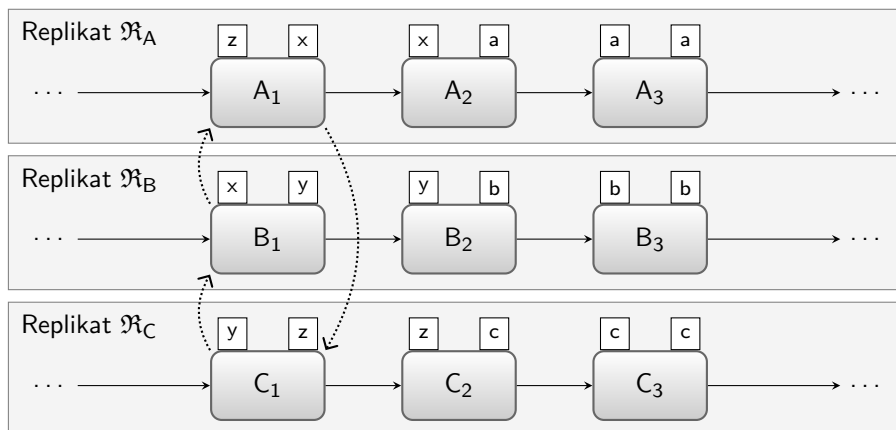 Replikat ℜA
z x x a a a
... A1 A2 A3 ...
Replikat ℜB
x y y b b b
... B1 B2 B3 ...
Replikat ℜC
y z z c c c
... C1 C2 C3 ...